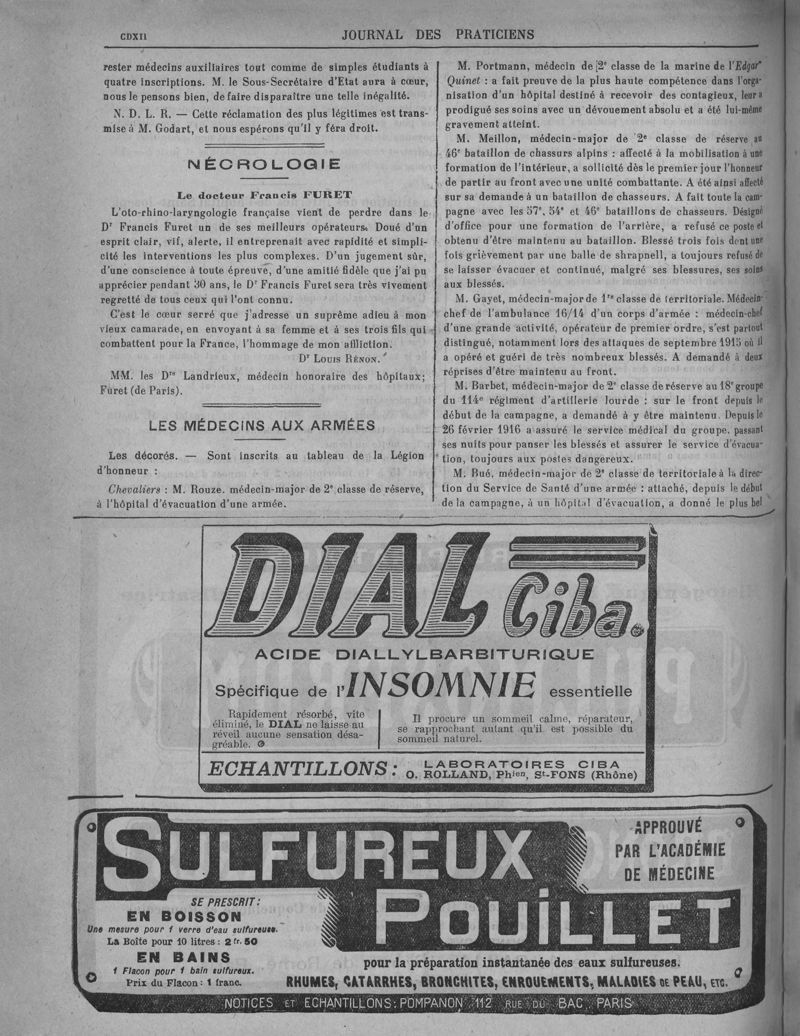 CDXII
JOURNAL DES PRATICIENS
rester médecins auxiliaires tout comme de simples étudiants à
quatre inscriptions. M. le Sous-Secrétaire d'Etat aura à cœur,
nous le pensons bien, de faire disparaître une telle inégalité.
N. D. L. R. — Cette réclamation des plus légitimes est trans-
mise à M. Godart, et nous espérons qu'il y féra droit.
NÉCROLOGIE
Le docteur Francis FURET
L'oto-rhino-laryngologie française vient de perdre dans le
Dr Francis Furet un de ses meilleurs opérateurs. Doué d'un
esprit clair, vif, alerte, il entreprenait avec rapidité et simpli-
cité les interventions les plus complexes. D'un jugement sûr,
d'une conscience à toute épreuve, d'une amitié fidèle que j'ai pu
apprécier pendant 30 ans, le Dr Francis Furet sera très vivement
regretté de tous ceux qui l'ont connu.
C'est le cœur serré que j'adresse un suprême adieu à mon
vieux camarade, en envoyant à sa femme et à ses trois fils qui
combattent pour la France, l'hommage de mon affliction.
Dr LOUIS RÉNON.
MM. les Drs Landrieux, médecin honoraire des hôpitaux;
Furet (de Paris).
LES MÉDECINS AUX ARMÉES
Les décorés. — Sont inscrits au tableau de la Légion
d'honneur :
Chevaliers : M. Rouze. médecin-major de 2e classe de réserve,
à l'hôpital d'évacuation d'une armée.
M. Portmann, médecin de 2e classe de la marine de l'Edgar
Quinet : a fait preuve de la plus haute compétence dans l'orga-
nisation d'un hôpital destiné à recevoir des contagieux, leur a
prodigué ses soins avec un dévouement absolu et a été lui-même
gravement atteint.
M. Meillon, médecin-major de 2e classe de réserve au
46e bataillon de chassurs alpins : affecté à la mobilisation à une
formation de l'intérieur, a sollicité dès le premier jour l'honneur
de partir au front avec une unité combattante. A été ainsi affecté
sur sa demande à un bataillon de chasseurs. A fait toute la cam-
pagne avec les 57e, 54e et 46e bataillons de chasseurs. Désigné
d'office pour une formation de l'arrière, a refusé ce poste et
obtenu d'être maintenu au bataillon. Blessé trois fois dont une
fois grièvement par une balle de shrapnell, a toujours refusé de
se laisser évacuer et continué, malgré ses blessures, ses soins
aux blessés.
M. Gayet, médecin-major de 1re classe de territoriale. Médecin-
chef de l'ambulance 16/14 d'un corps d'armée : médecin-chef
d'une grande activité, opérateur de premier ordre, s'est partout
distingué, notamment lors des attaques de septembre 1915 où il
a opéré et guéri de très nombreux blessés. A demandé à deux
réprises d'être maintenu au front.
M. Barbet, médecin-major de 2e classe de réserve au 18e groupe
du 114e régiment d'artillerie lourde : sur le front depuis le
début de la campagne, a demandé à y être maintenu. Depuis le
26 février 1916 a assuré le service médical du groupe, passant
ses nuits pour panser les blessés et assurer le service d'évacua-
tion, toujours aux postes dangereux.
M. Bué, médecin-major de 2e classe de territoriale à la direc-
tion du Service de Santé d'une armée : attaché, depuis le début
de la campagne, à un hôpital d'évacuation, a donné le plus bel
DIAL Ciba.
ACIDE DIALLYLBARBITURIQUE
Spécifique de l'INSOMNIE essentielle
Rapidement résorbé, vite
éliminé, le DIAL ne laisse au
réveil aucune sensation désa-
gréable.
Il procure un sommeil calme, réparateur,
se rapprochant autant qu'il est possible du
sommeil naturel.
ECHANTILLONS : LABORATOIRES CIBA
O. ROLLAND, Phien, St-FONS (Rhône)
SULFUREUX
POUILLET
APPROUVÉ
PAR L'ACADÉMIE
DE MÉDECINE
SE PRESCRIT :
EN BOISSON
Une mesure pour 1 verre d'eau sulfureuse.
La Boîte pour 10 litres : 2 fr. 50
EN BAINS
1 Flacon pour 1 bain sulfureux.
Prix du Flacon : 1 franc.
pour la préparation instantanée des eaux sulfureuses.
RHUMES, CATARRHES, BRONCHITES, ENROUEMENTS, MALADIES DE PEAU, ETC.
NOTICES ET ECHANTILLONS : POMPANON, 112 RUE DU BAC, PARIS